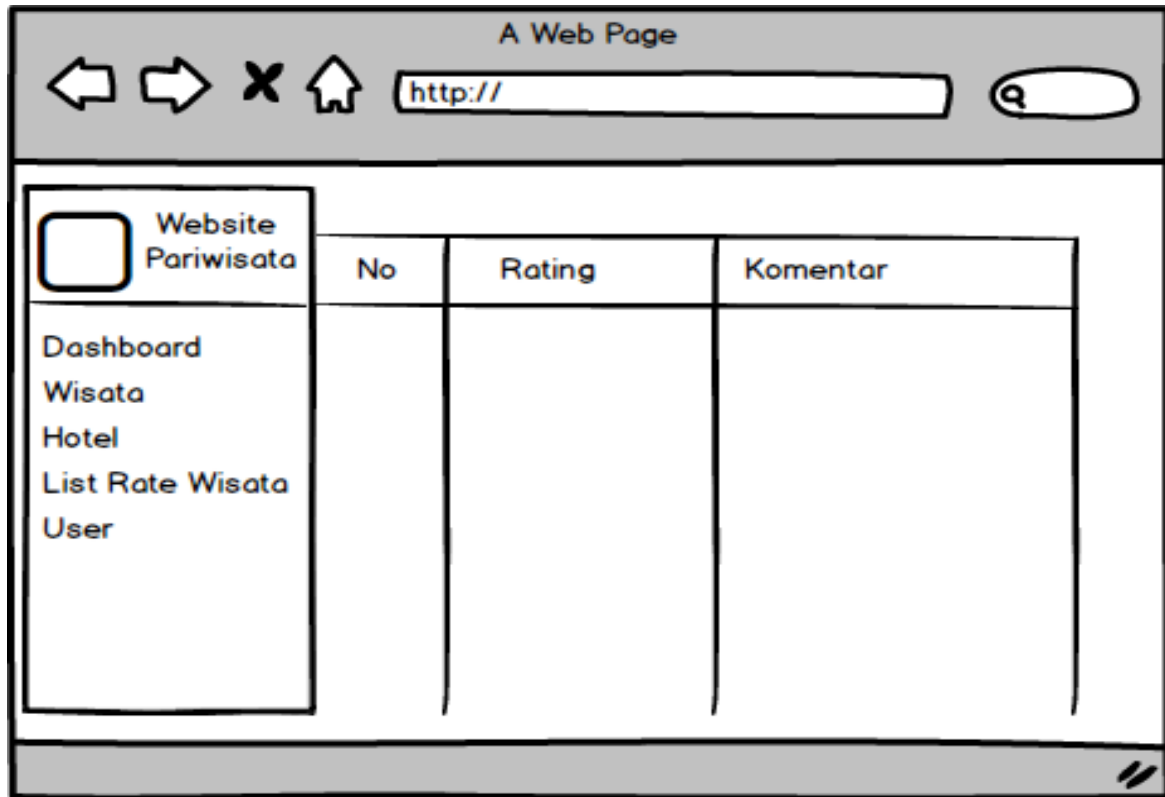 A Web Page
http://
Website
Pariwisata
No
Rating
Komentar
Dashboard
Wisata
Hotel
List Rate Wisata
User